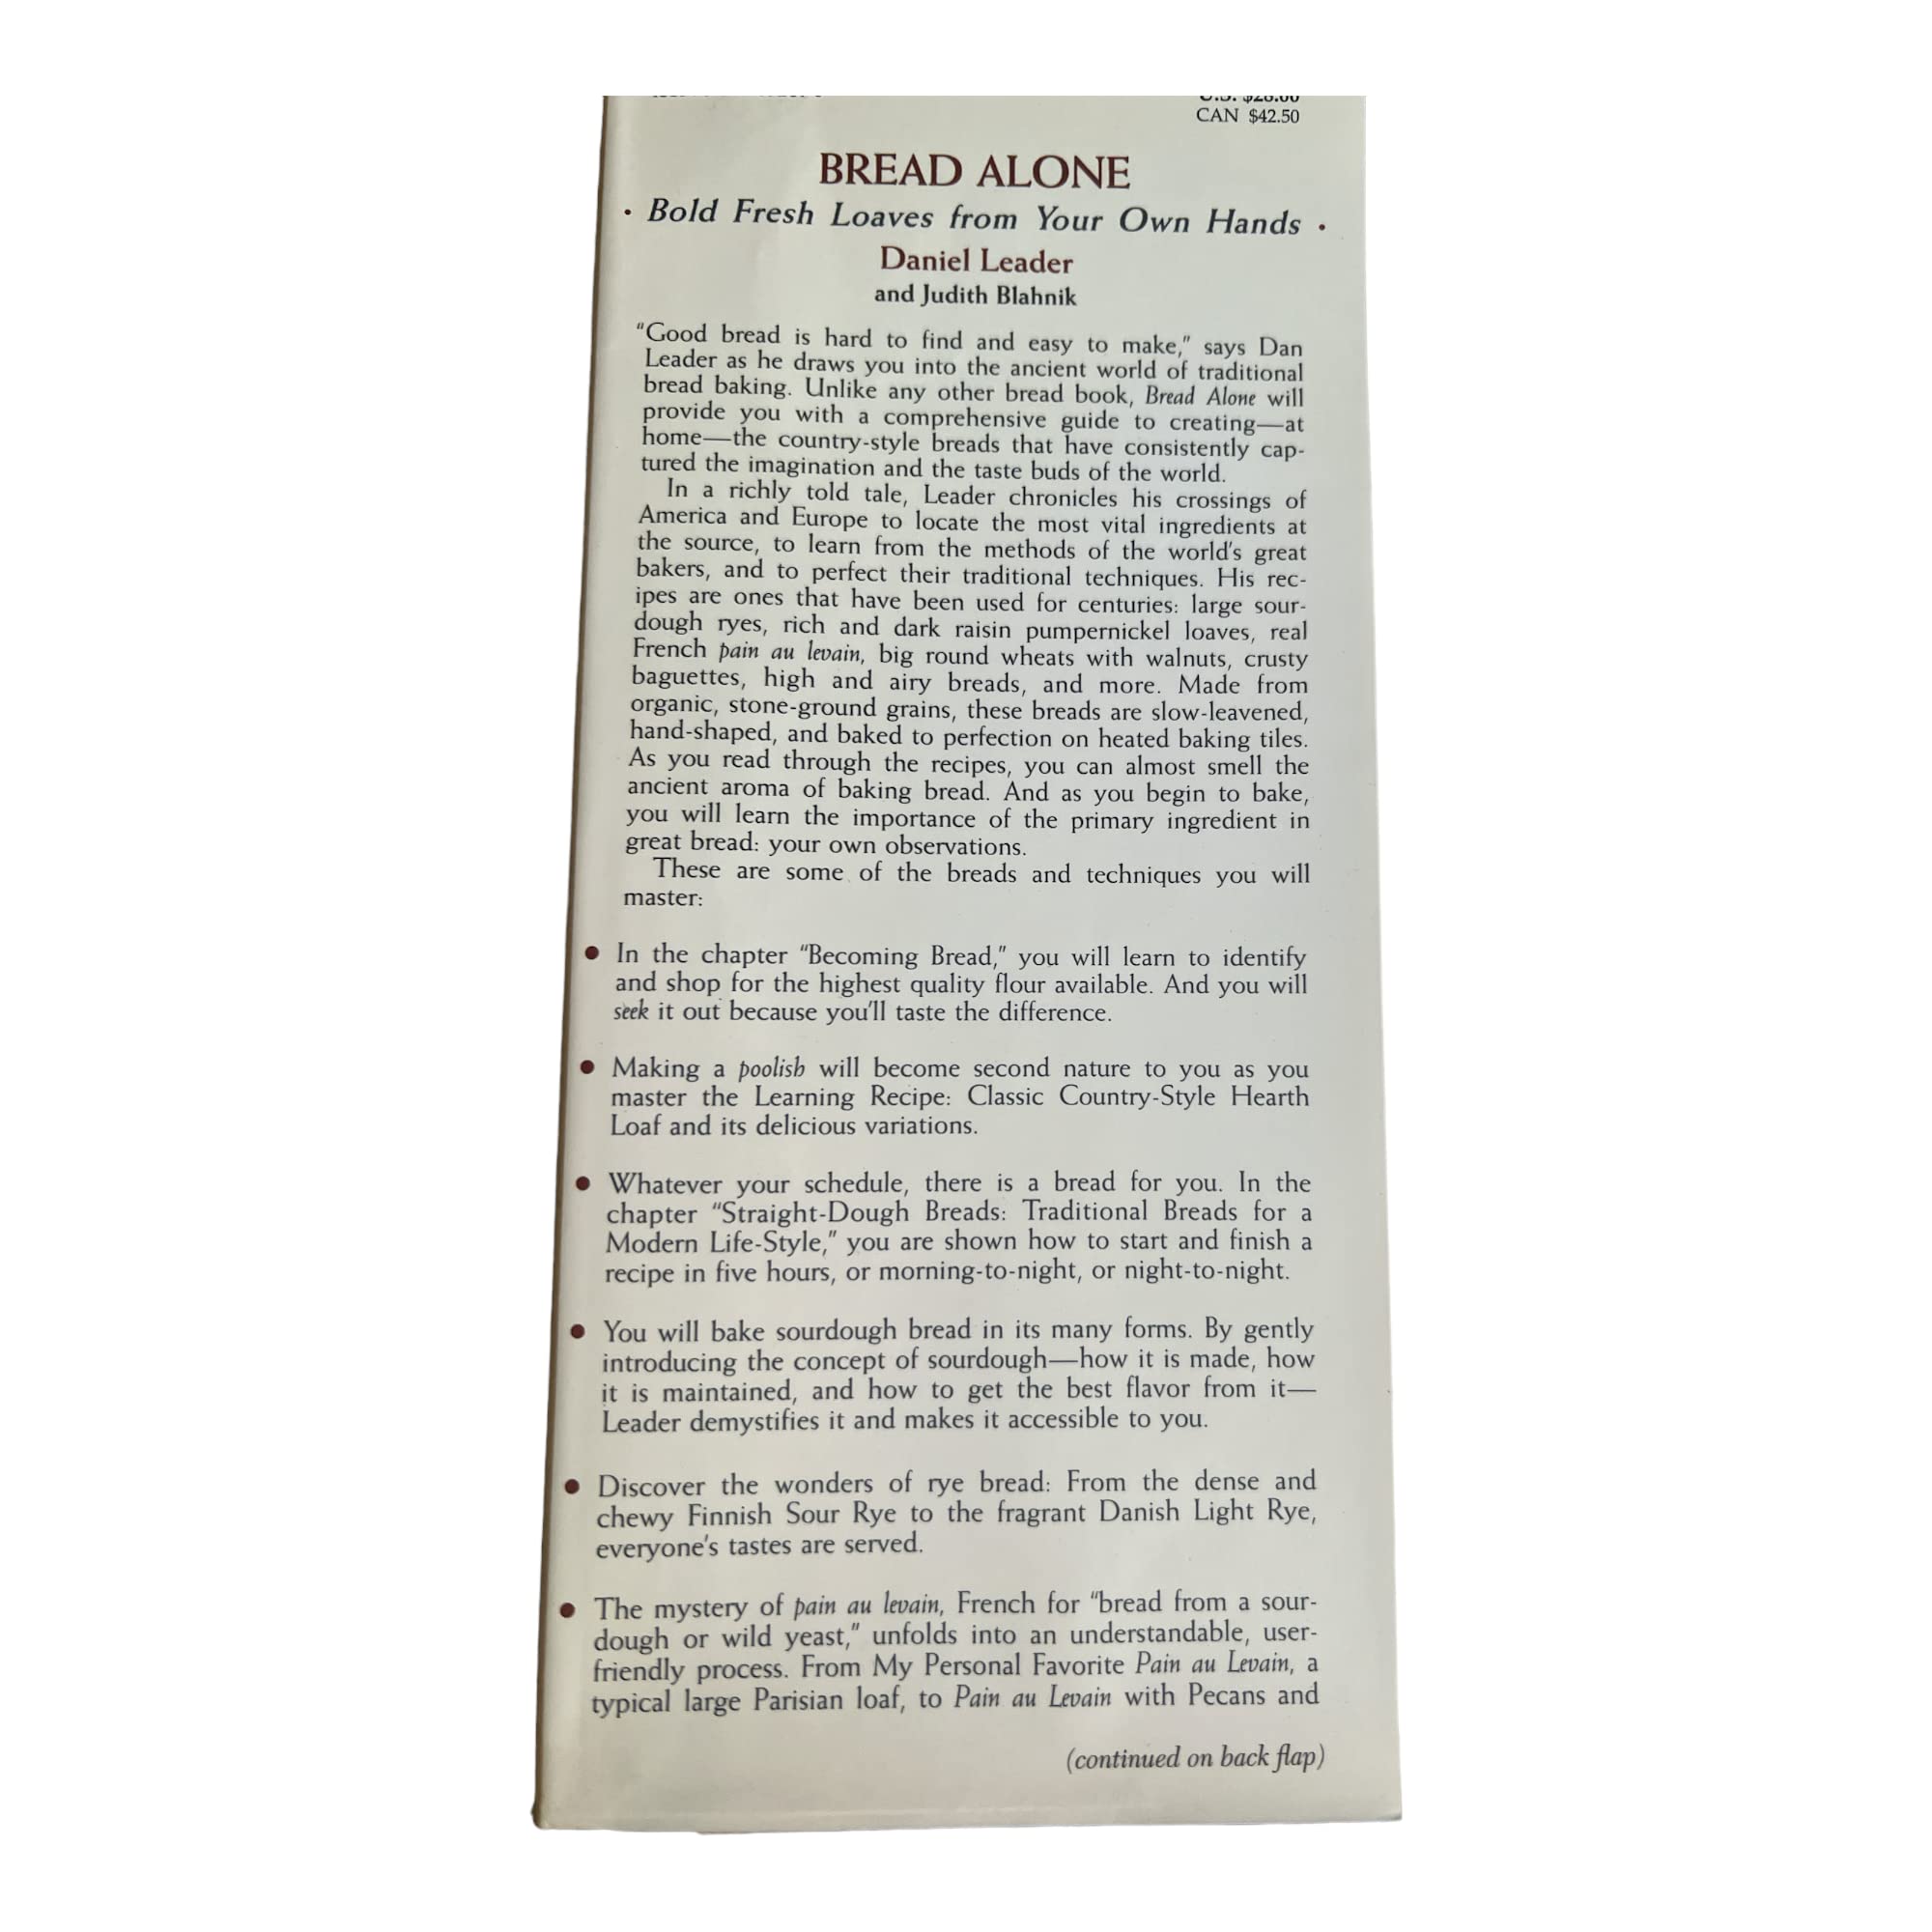 CAN $42.50
BREAD ALONE
• Bold Fresh Loaves from Your Own Hands •
Daniel Leader
and Judith Blahnik
“Good bread is hard to find and easy to make,” says Dan
Leader as he draws you into the ancient world of traditional
bread baking. Unlike any other bread book, Bread Alone will
provide you with a comprehensive guide to creating—at
home—the country-style breads that have consistently cap-
tured the imagination and the taste buds of the world.
In a richly told tale, Leader chronicles his crossings of
America and Europe to locate the most vital ingredients at
the source, to learn from the methods of the world's great
bakers, and to perfect their traditional techniques. His rec-
ipes are ones that have been used for centuries: large sour-
dough ryes, rich and dark raisin pumpernickel loaves, real
French pain au levain, big round wheats with walnuts, crusty
baguettes, high and airy breads, and more. Made from
organic, stone-ground grains, these breads are slow-leavened,
hand-shaped, and baked to perfection on heated baking tiles.
As you read through the recipes, you can almost smell the
ancient aroma of baking bread. And as you begin to bake,
you will learn the importance of the primary ingredient in
great bread: your own observations.
These are some of the breads and techniques you will
master:
• In the chapter “Becoming Bread,” you will learn to identify
and shop for the highest quality flour available. And you will
seek it out because you'll taste the difference.
• Making a poolish will become second nature to you as you
master the Learning Recipe: Classic Country-Style Hearth
Loaf and its delicious variations.
• Whatever your schedule, there is a bread for you. In the
chapter “Straight-Dough Breads: Traditional Breads for a
Modern Life-Style,” you are shown how to start and finish a
recipe in five hours, or morning-to-night, or night-to-night.
• You will bake sourdough bread in its many forms. By gently
introducing the concept of sourdough—how it is made, how
it is maintained, and how to get the best flavor from it—
Leader demystifies it and makes it accessible to you.
• Discover the wonders of rye bread: From the dense and
chewy Finnish Sour Rye to the fragrant Danish Light Rye,
everyone's tastes are served.
• The mystery of pain au levain, French for “bread from a sour-
dough or wild yeast,” unfolds into an understandable, user-
friendly process. From My Personal Favorite Pain au Levain, a
typical large Parisian loaf, to Pain au Levain with Pecans and
(continued on back flap)